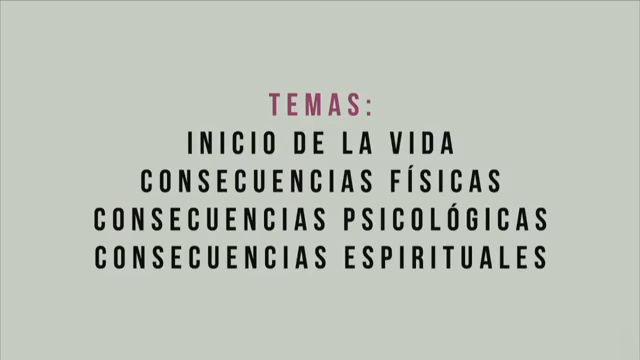 TEMAS:
INICIO DE LA VIDA
CONSECUENCIAS FÍSICAS
CONSECUENCIAS PSICOLÓGICAS
CONSECUENCIAS ESPIRITUALES